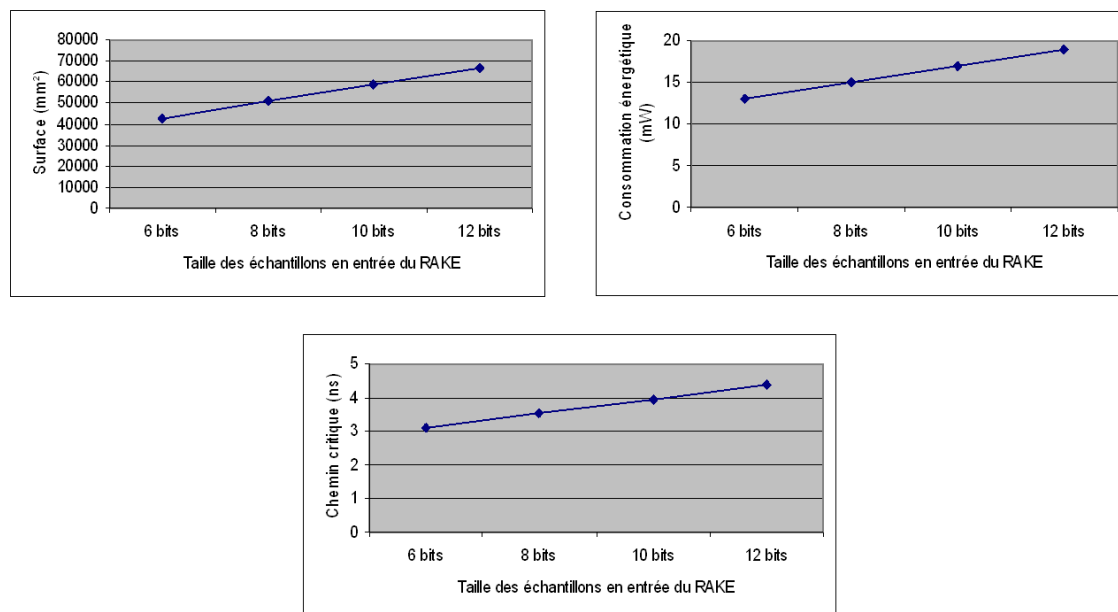 80000
70000
60000
50000
40000
30000
20000
10000
0
Surface (mm²)
6 bits 8 bits 10 bits 12 bits
Taille des échantillons en entrée du RAKE
20
15
10
5
0
Consommation énergétique
(mW)
6 bits 8 bits 10 bits 12 bits
Taille des échantillons en entrée du RAKE
5
4
3
2
1
0
Chemin critique (ns)
6 bits 8 bits 10 bits 12 bits
Taille des échantillons en entrée du RAKE